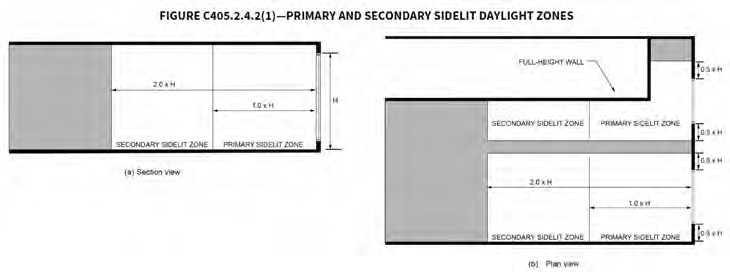 FIGURE C405.2.4.2(1)—PRIMARY AND SECONDARY SIDELIT DAYLIGHT ZONES
2.0 x H
1.0 x H
H
SECONDARY SIDELIT ZONE
PRIMARY SIDELIT ZONE
(a) Section view
FULL-HEIGHT WALL
0.5 x H
SECONDARY SIDELIT ZONE
PRIMARY SIDELIT ZONE
0.5 x H
0.5 x H
2.0 x H
1.0 x H
SECONDARY SIDELIT ZONE
PRIMARY SIDELIT ZONE
0.5 x H
(b) Plan view